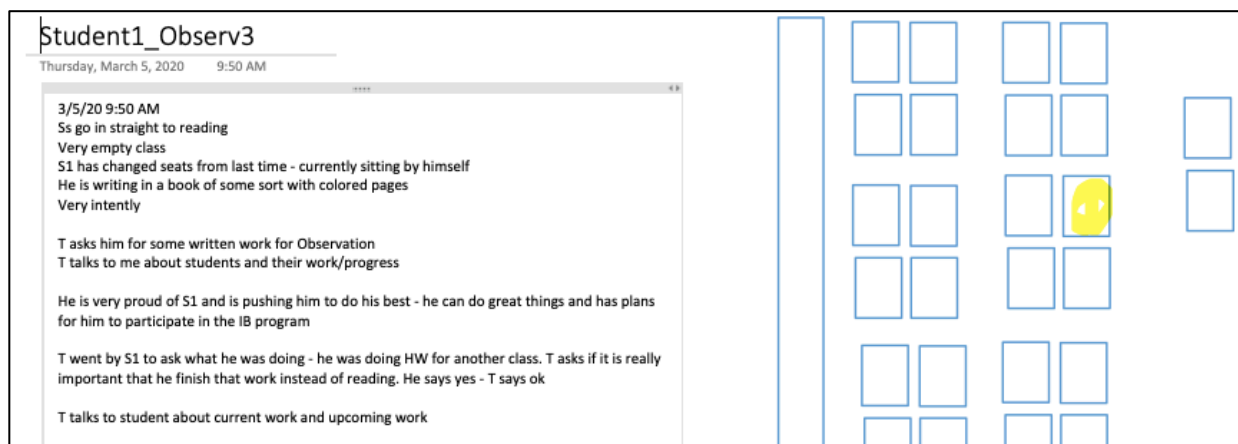 Student1_Observ3
Thursday, March 5, 2020 9:50 AM
3/5/20 9:50 AM
Ss go in straight to reading
Very empty class
S1 has changed seats from last time - currently sitting by himself
He is writing in a book of some sort with colored pages
Very intently
T asks him for some written work for Observation
T talks to me about students and their work/progress
He is very proud of S1 and is pushing him to do his best - he can do great things and has plans
for him to participate in the IB program
T went by S1 to ask what he was doing - he was doing HW for another class. T asks if it is really
important that he finish that work instead of reading. He says yes - T says ok
T talks to student about current work and upcoming work